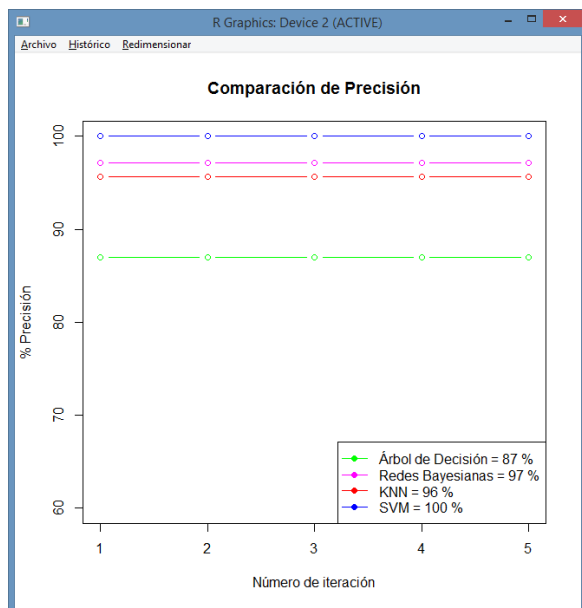 R Graphics: Device 2 (ACTIVE)
Archivo Histórico Redimensionar
Comparación de Precisión
% Precisión
100
90
80
70
60
Árbol de Decisión = 87 %
Redes Bayesianas = 97 %
KNN = 96 %
SVM = 100 %
1 2 3 4 5
Número de iteración